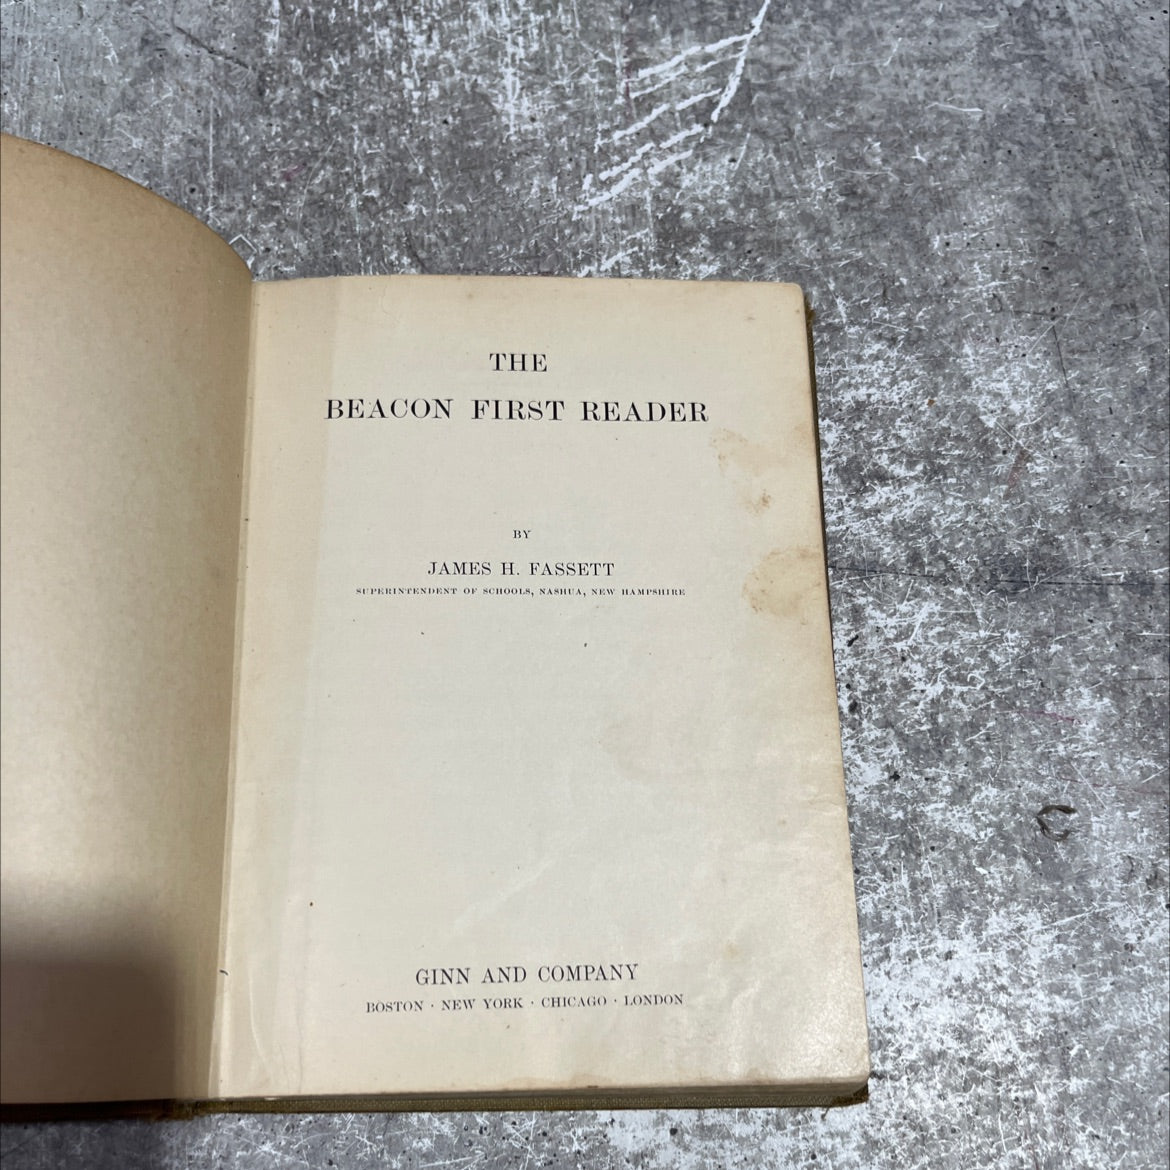 THE
BEACON FIRST READER
BY
JAMES H. FASSETT
SUPERINTENDENT OF SCHOOLS, NASHUA, NEW HAMPSHIRE
GINN AND COMPANY
BOSTON · NEW YORK · CHICAGO · LONDON